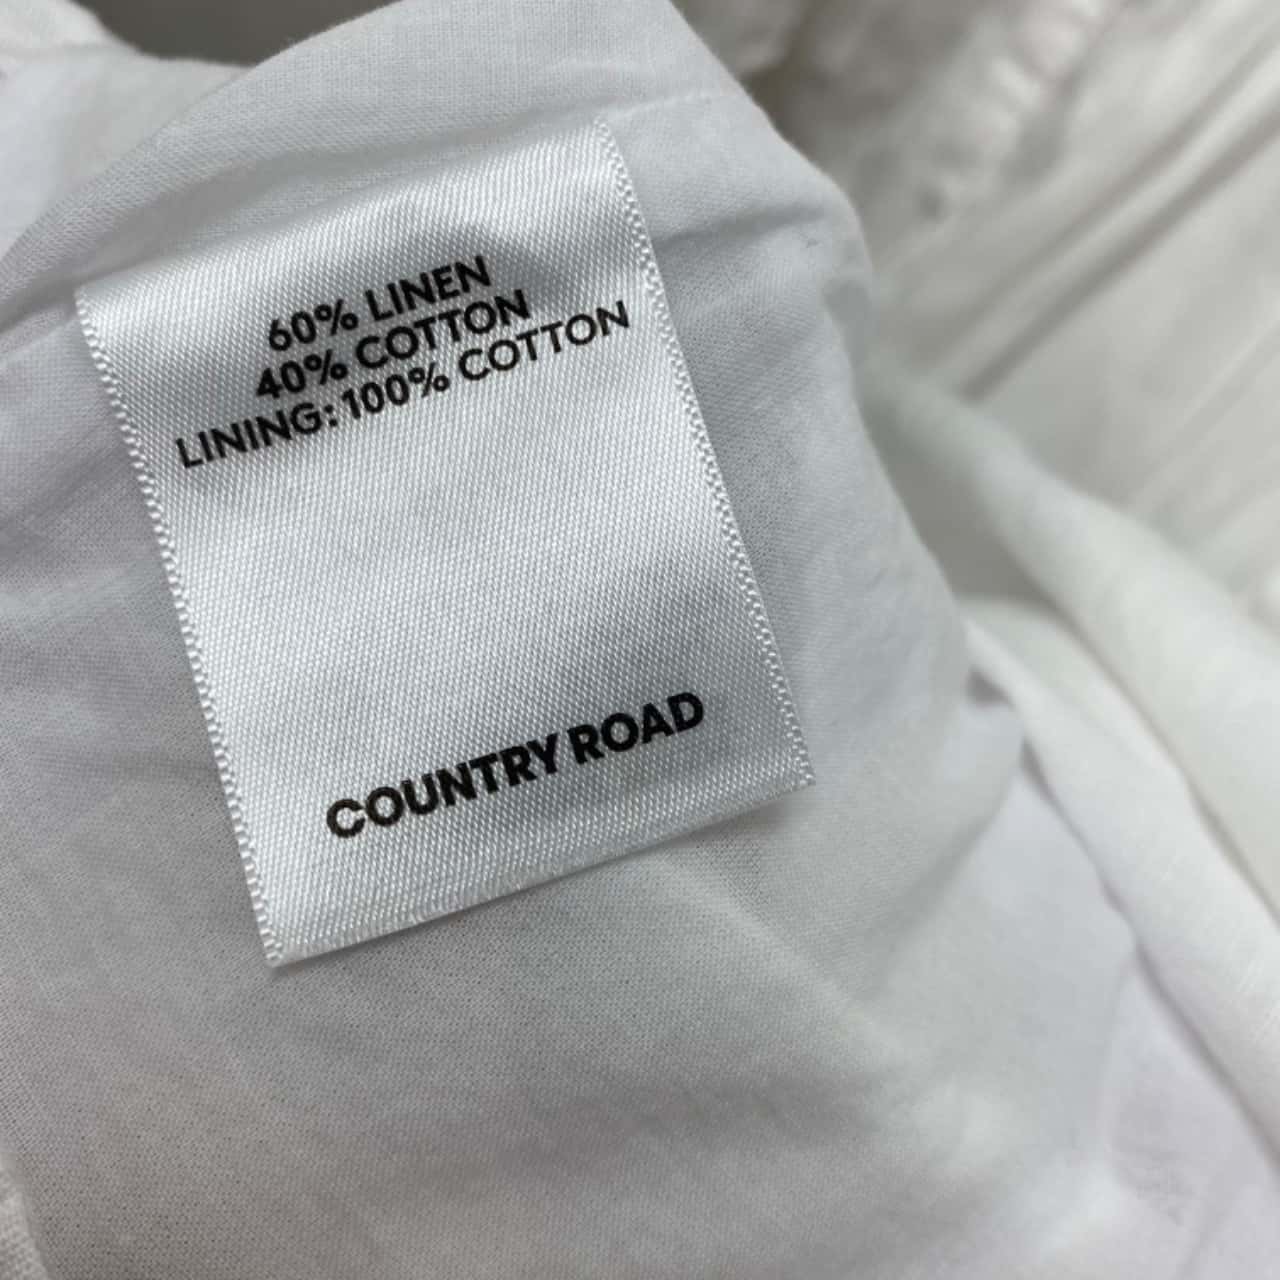 60% LINEN
40% COTTON
LINING: 100% COTTON
COUNTRY ROAD